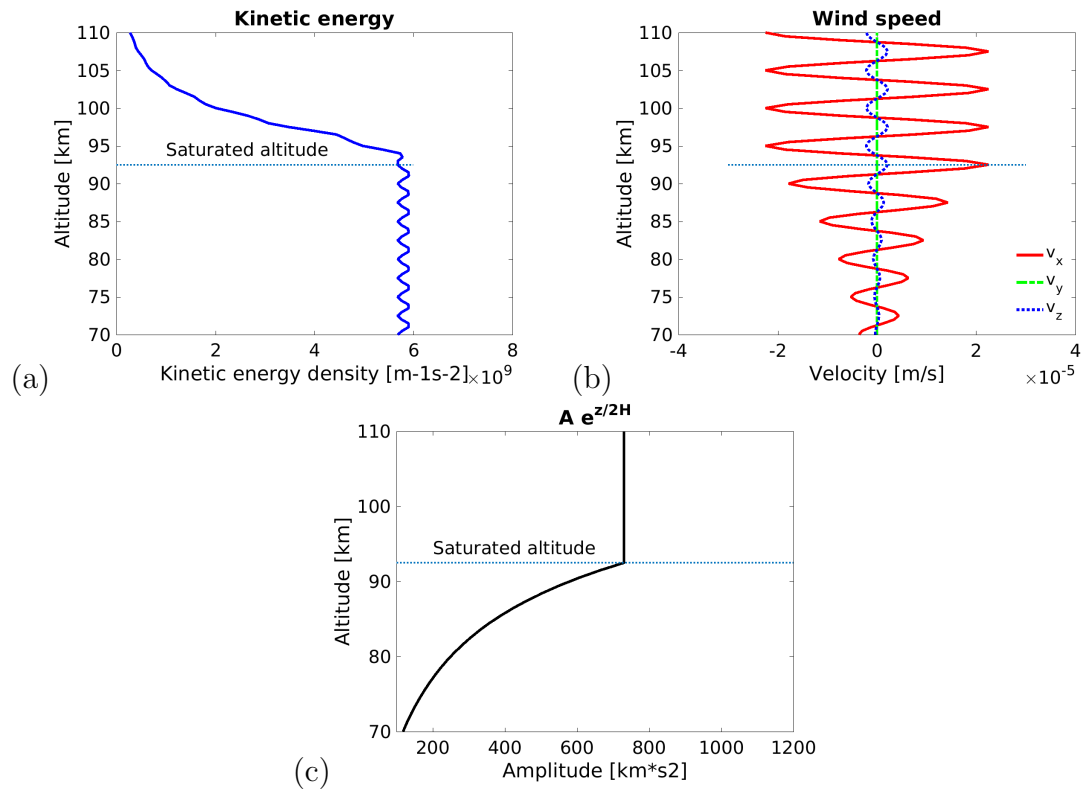 Kinetic energy
110
105
100
95
90
85
80
75
70
Altitude [km]
Saturated altitude
0 2 4 6 8
Kinetic energy density [m-1s-2] ×10^9
(a)
Wind speed
110
105
100
95
90
85
80
75
70
Altitude [km]
v_x
v_y
v_z
-4 -2 0 2 4
Velocity [m/s] ×10^-5
(b)
A e^z/2H
110
100
90
80
70
Altitude [km]
Saturated altitude
200 400 600 800 1000 1200
Amplitude [km*s2]
(c)